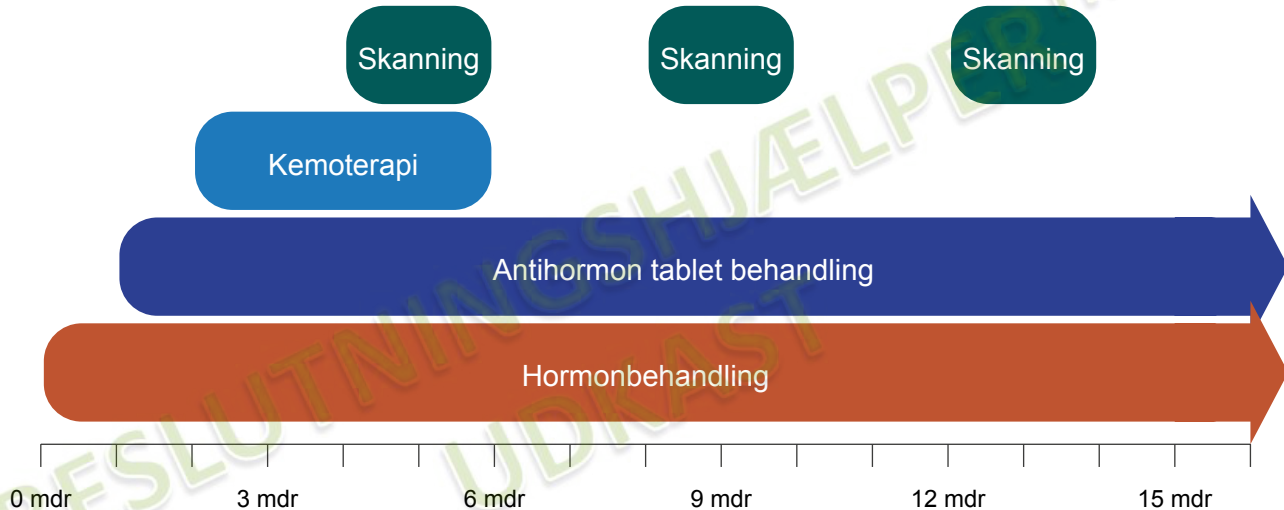 Skanning Skanning Skanning
Kemoterapi
Antihormon tablet behandling
Hormonbehandling
0 mdr 3 mdr 6 mdr 9 mdr 12 mdr 15 mdr
BESLUTNINGSHJÆLPER
UDKAST